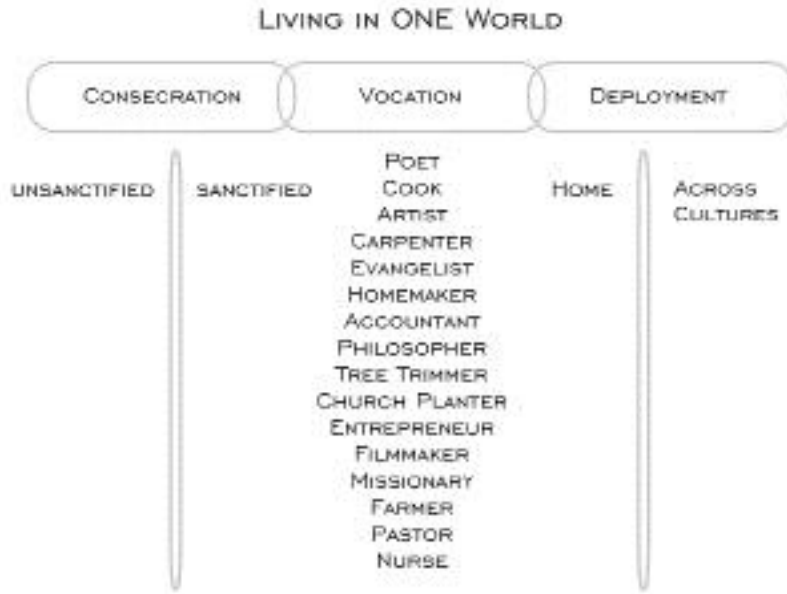 LIVING IN ONE WORLD
CONSECRATION
VOCATION
DEPLOYMENT
UNSANCTIFIED
SANCTIFIED
POET
COOK
ARTIST
CARPENTER
EVANGELIST
HOMEMAKER
ACCOUNTANT
PHILOSOPHER
TREE TRIMMER
CHURCH PLANTER
ENTREPRENEUR
FILMMAKER
MISSIONARY
FARMER
PASTOR
NURSE
HOME
ACROSS
CULTURES